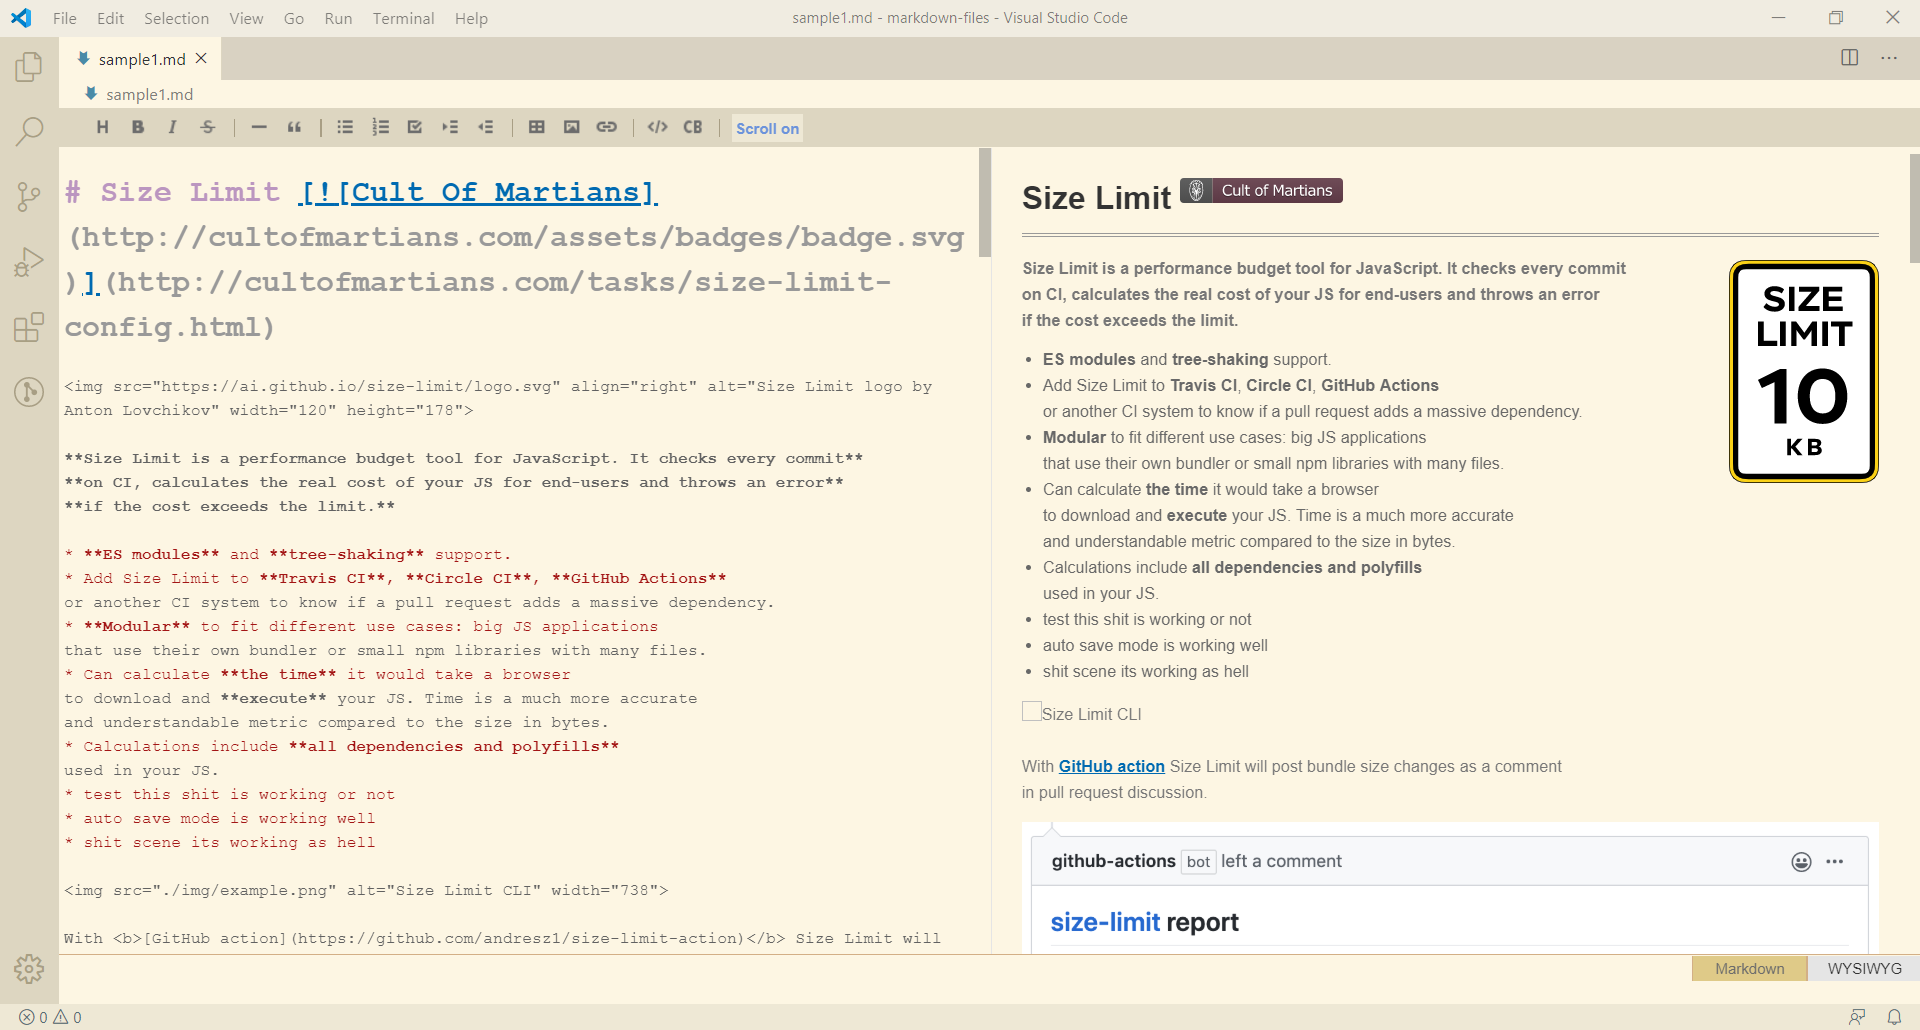 File Edit Selection View Go Run Terminal Help
sample1.md - markdown-files - Visual Studio Code
sample1.md
sample1.md
H B I S “ </> CB Scroll on
# Size Limit [![Cult Of Martians]
(http://cultofmartians.com/assets/badges/badge.svg
)](http://cultofmartians.com/tasks/size-limit-
config.html)
<img src="https://ai.github.io/size-limit/logo.svg" align="right" alt="Size Limit logo by
Anton Lovchikov" width="120" height="178">
**Size Limit is a performance budget tool for JavaScript. It checks every commit**
**on CI, calculates the real cost of your JS for end-users and throws an error**
**if the cost exceeds the limit.**
* **ES modules** and **tree-shaking** support.
* Add Size Limit to **Travis CI**, **Circle CI**, **GitHub Actions**
or another CI system to know if a pull request adds a massive dependency.
* **Modular** to fit different use cases: big JS applications
that use their own bundler or small npm libraries with many files.
* Can calculate **the time** it would take a browser
to download and **execute** your JS. Time is a much more accurate
and understandable metric compared to the size in bytes.
* Calculations include **all dependencies and polyfills**
used in your JS.
* test this shit is working or not
* auto save mode is working well
* shit scene its working as hell
<img src="./img/example.png" alt="Size Limit CLI" width="738">
With <b>[GitHub action](https://github.com/andresz1/size-limit-action)</b> Size Limit will
Size Limit Cult of Martians
Size Limit is a performance budget tool for JavaScript. It checks every commit
on CI, calculates the real cost of your JS for end-users and throws an error
if the cost exceeds the limit.
SIZE
LIMIT
10
KB
• ES modules and tree-shaking support.
• Add Size Limit to Travis CI, Circle CI, GitHub Actions
or another CI system to know if a pull request adds a massive dependency.
• Modular to fit different use cases: big JS applications
that use their own bundler or small npm libraries with many files.
• Can calculate the time it would take a browser
to download and execute your JS. Time is a much more accurate
and understandable metric compared to the size in bytes.
• Calculations include all dependencies and polyfills
used in your JS.
• test this shit is working or not
• auto save mode is working well
• shit scene its working as hell
Size Limit CLI
With GitHub action Size Limit will post bundle size changes as a comment
in pull request discussion.
github-actions bot left a comment
size-limit report
Markdown WYSIWYG
0 0